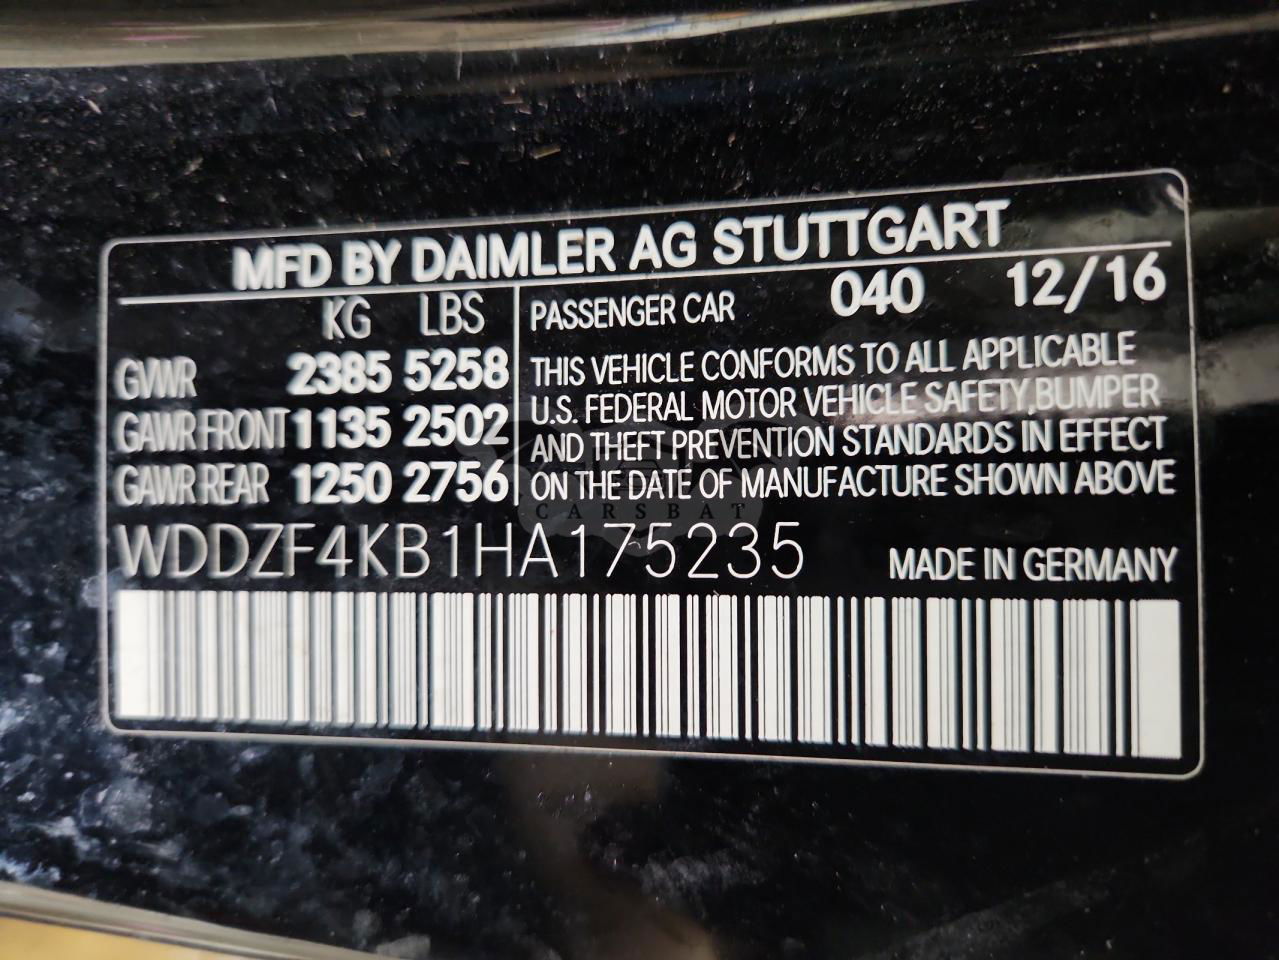 MFD BY DAIMLER AG STUTTGART
KG LBS
GVWR 2385 5258
GAWR FRONT 1135 2502
GAWR REAR 1250 2756
PASSENGER CAR 040 12/16
THIS VEHICLE CONFORMS TO ALL APPLICABLE
U.S. FEDERAL MOTOR VEHICLE SAFETY,BUMPER
AND THEFT PREVENTION STANDARDS IN EFFECT
ON THE DATE OF MANUFACTURE SHOWN ABOVE
CARSBAT
WDDZF4KB1HA175235
MADE IN GERMANY